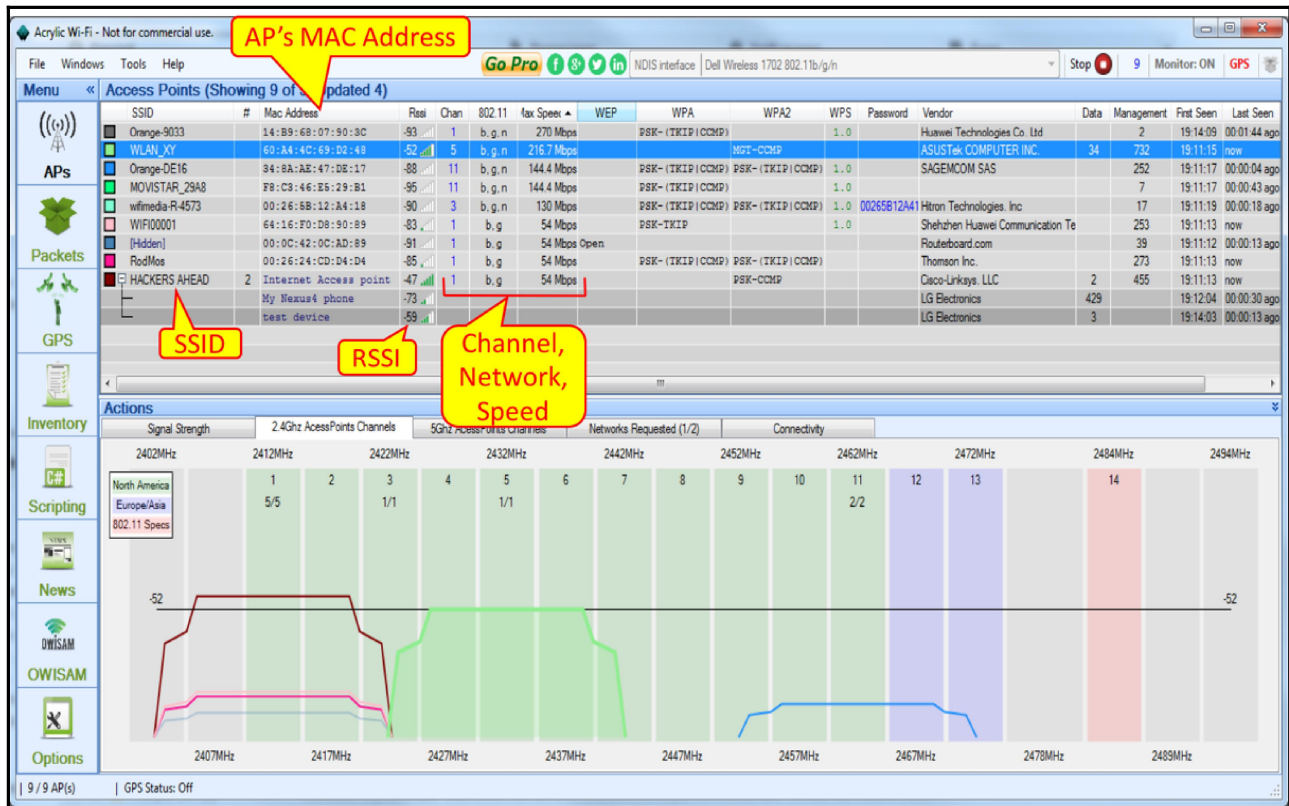 Acrylic Wi-Fi - Not for commercial use.
AP's MAC Address
File Windows Tools Help
Go Pro
NDIS interface Dell Wireless 1702 802.11b/g/n
Stop 9 Monitor: ON GPS
Menu « Access Points (Showing 9 of pdated 4)
SSID # Mac Address Rssi Chan 802.11 Max Speed WEP WPA WPA2 WPS Password Vendor Data Management First Seen Last Seen
Orange-9033 14:B9:68:07:90:3C -93 1 b, g, n 270 Mbps PSK-(TKIP|CCMP) 1.0 Huawei Technologies Co. Ltd 2 19:14:09 00:01:44 ago
WLAN_XY 60:A4:4C:69:D2:48 -52 5 b, g, n 216.7 Mbps MGT-CCMP ASUSTek COMPUTER INC. 34 732 19:11:15 now
Orange-DE16 34:8A:AE:47:DE:17 -88 11 b, g, n 144.4 Mbps PSK-(TKIP|CCMP) PSK-(TKIP|CCMP) 1.0 SAGEMCOM SAS 252 19:11:17 00:00:04 ago
MOVISTAR_29A8 F8:C3:46:E5:29:B1 -95 11 b, g, n 144.4 Mbps PSK-(TKIP|CCMP) 1.0 7 19:11:17 00:00:43 ago
wifimedia-R-4573 00:26:5B:12:A4:18 -90 3 b, g, n 130 Mbps PSK-(TKIP|CCMP) PSK-(TKIP|CCMP) 1.0 00265B12A41 Hitron Technologies. Inc 17 19:11:19 00:00:18 ago
WIFI00001 64:16:F0:D8:90:89 -83 1 b, g 54 Mbps PSK-TKIP 1.0 Shehzhen Huawei Communication Te 253 19:11:13 now
[Hidden] 00:0C:42:0C:AD:89 -91 1 b, g 54 Mbps Open Routerboard.com 39 19:11:12 00:00:13 ago
RodMos 00:26:24:CD:D4:D4 -85 1 b, g 54 Mbps PSK-(TKIP|CCMP) PSK-(TKIP|CCMP) Thomson Inc. 273 19:11:13 now
HACKERS AHEAD 2 Internet Access point -47 1 b, g 54 Mbps PSK-CCMP Cisco-Linksys. LLC 2 455 19:11:13 now
My Nexus4 phone -73 LG Electronics 429 19:12:04 00:00:30 ago
test device -59 LG Electronics 3 19:14:03 00:00:13 ago
SSID
RSSI
Channel,
Network,
Speed
APs
Packets
GPS
Inventory
C#
Scripting
NEWS
News
OWISAM
OWISAM
Options
Actions
Signal Strength 2.4Ghz AcessPoints Channels 5Ghz AcessPoints Channels Networks Requested (1/2) Connectivity
2402MHz 2412MHz 2422MHz 2432MHz 2442MHz 2452MHz 2462MHz 2472MHz 2484MHz 2494MHz
North America
Europe/Asia
802.11 Specs
1 2 3 4 5 6 7 8 9 10 11 12 13 14
5/5 1/1 1/1 2/2
-52 -52
2407MHz 2417MHz 2427MHz 2437MHz 2447MHz 2457MHz 2467MHz 2478MHz 2489MHz
9 / 9 AP(s) GPS Status: Off